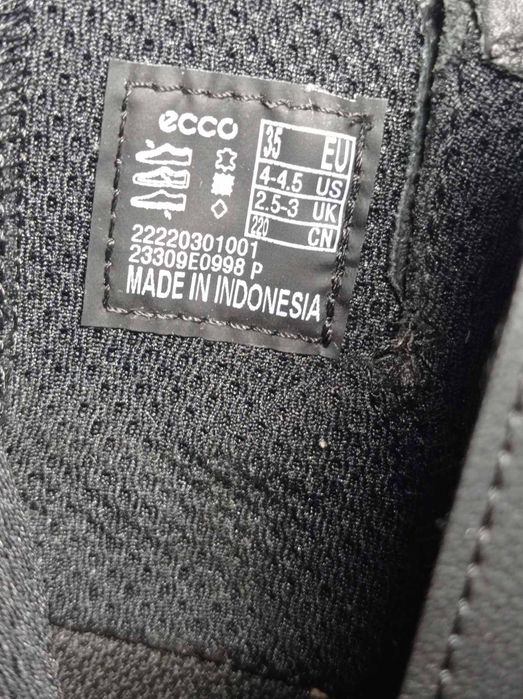 ecco
35 EU
4-4.5 US
2.5-3 UK
220 CN
22220301001
23309E0998 P
MADE IN INDONESIA